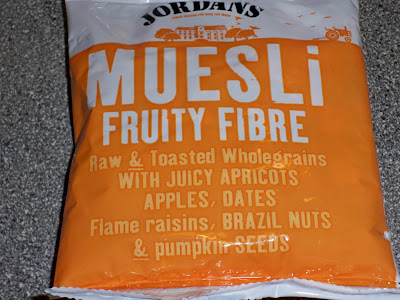 JORDANS
MUESLi
FRUITY FIBRE
Raw & Toasted Wholegrains
WITH JUICY APRICOTS
APPLES, DATES
Flame raisins, BRAZIL NUTS
& pumpkin SEEDS